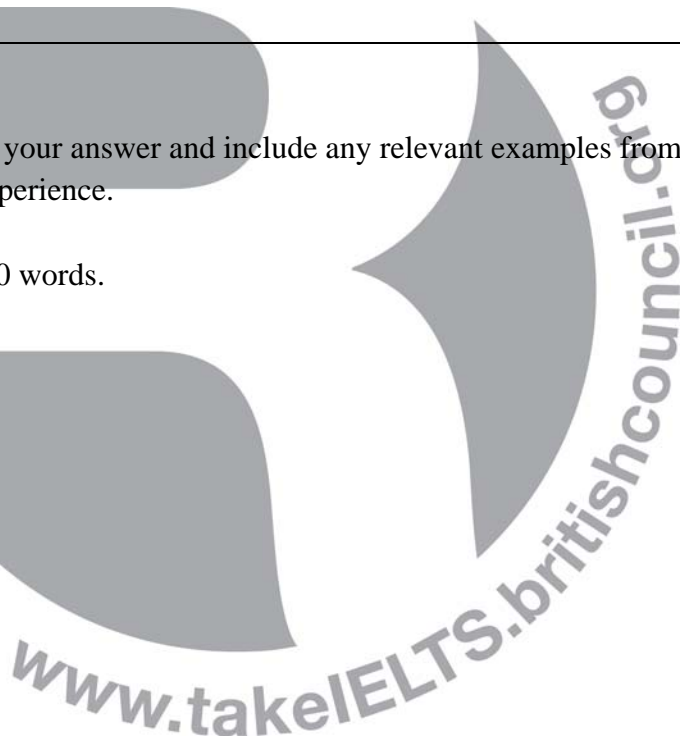 your answer and include any relevant examples from
perience.
0 words.
www.takeIELTS.britishcouncil.org